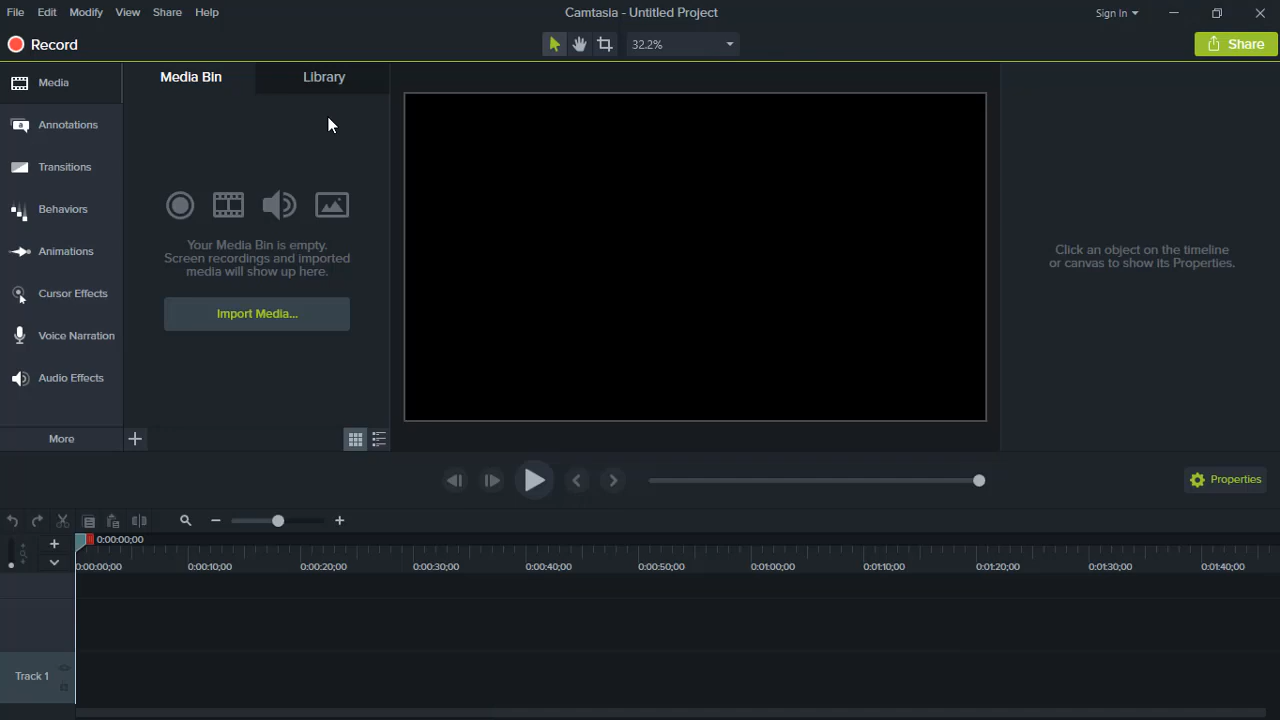 File Edit Modify View Share Help
Camtasia - Untitled Project
Sign In
Record
32.2%
Share
Media
Annotations
Transitions
Behaviors
Animations
Cursor Effects
Voice Narration
Audio Effects
More
Media Bin
Library
Your Media Bin is empty.
Screen recordings and imported
media will show up here.
Import Media...
Click an object on the timeline
or canvas to show its Properties.
Properties
0:00:00;00
0:00:00;00 0:00:10;00 0:00:20;00 0:00:30;00 0:00:40;00 0:00:50;00 0:01:00;00 0:01:10;00 0:01:20;00 0:01:30;00 0:01:40;00
Track 1